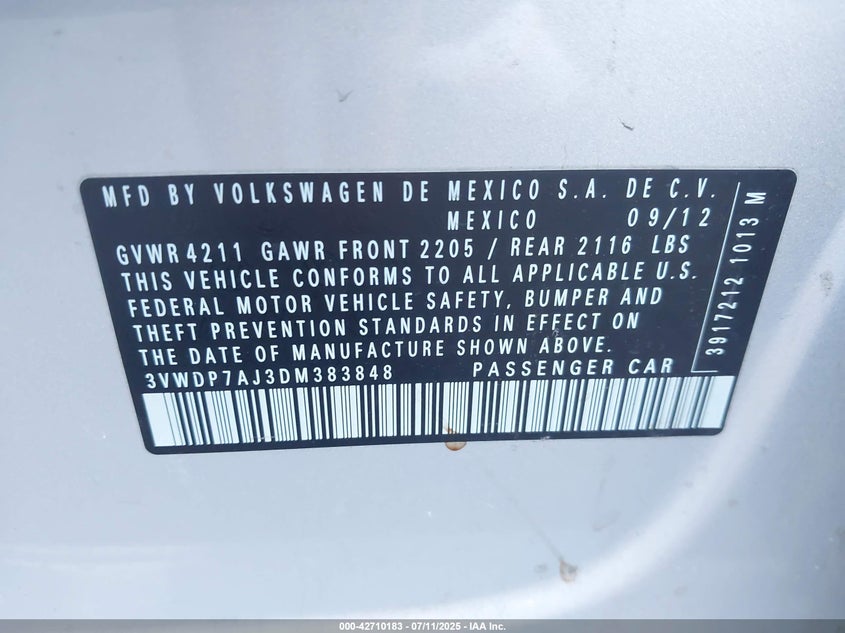 MFD BY VOLKSWAGEN DE MEXICO S.A. DE C.V.
MEXICO 09/12
GVWR 4211 GAWR FRONT 2205 / REAR 2116 LBS
THIS VEHICLE CONFORMS TO ALL APPLICABLE U.S.
FEDERAL MOTOR VEHICLE SAFETY, BUMPER AND
THEFT PREVENTION STANDARDS IN EFFECT ON
THE DATE OF MANUFACTURE SHOWN ABOVE.
3VWDP7AJ3DM383848 PASSENGER CAR
3917212 1013 M
000-42710183 - 07/11/2025 - IAA Inc.